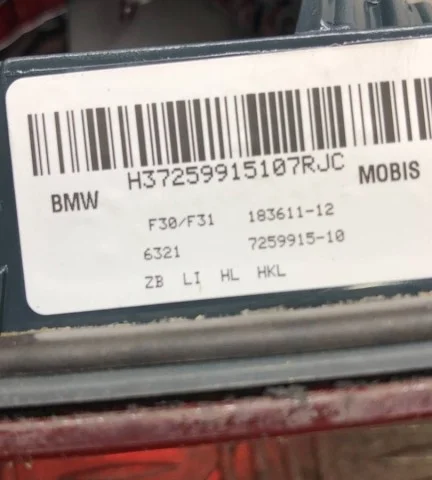 H37259915107RJC
BMW MOBIS
F30/F31 183611-12
6321 7259915-10
ZB LI HL HKL